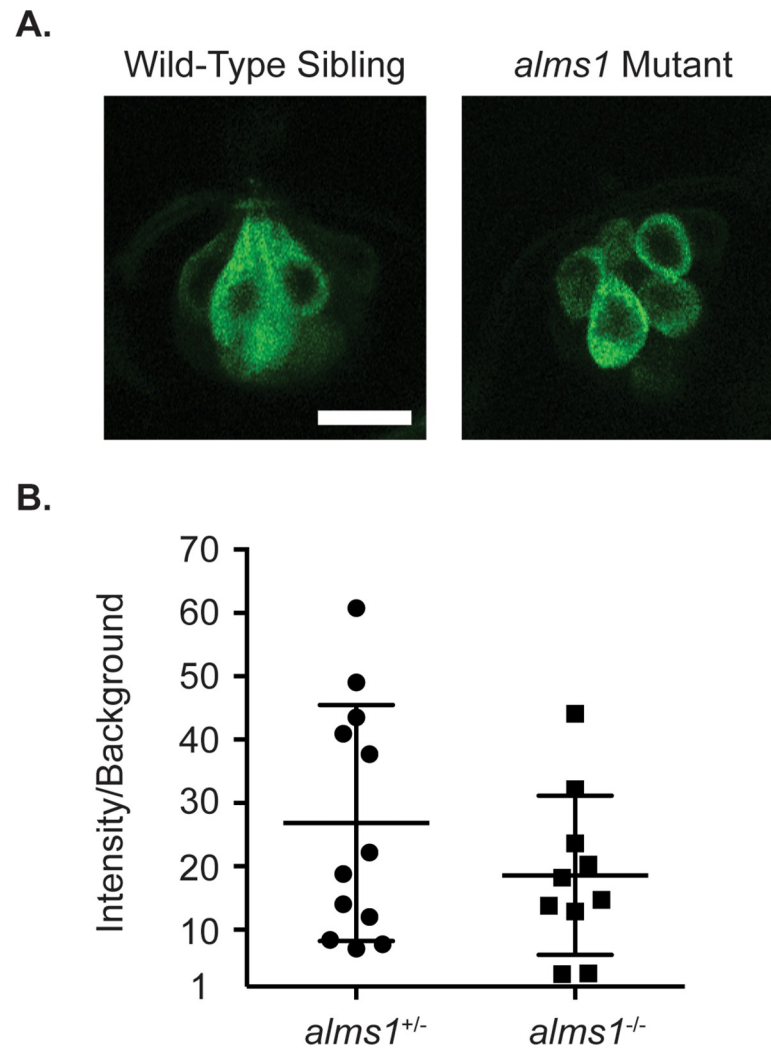 A.
Wild-Type Sibling
alms1 Mutant
B.
Intensity/Background
70
60
50
40
30
20
10
1
alms1+/-
alms1-/-